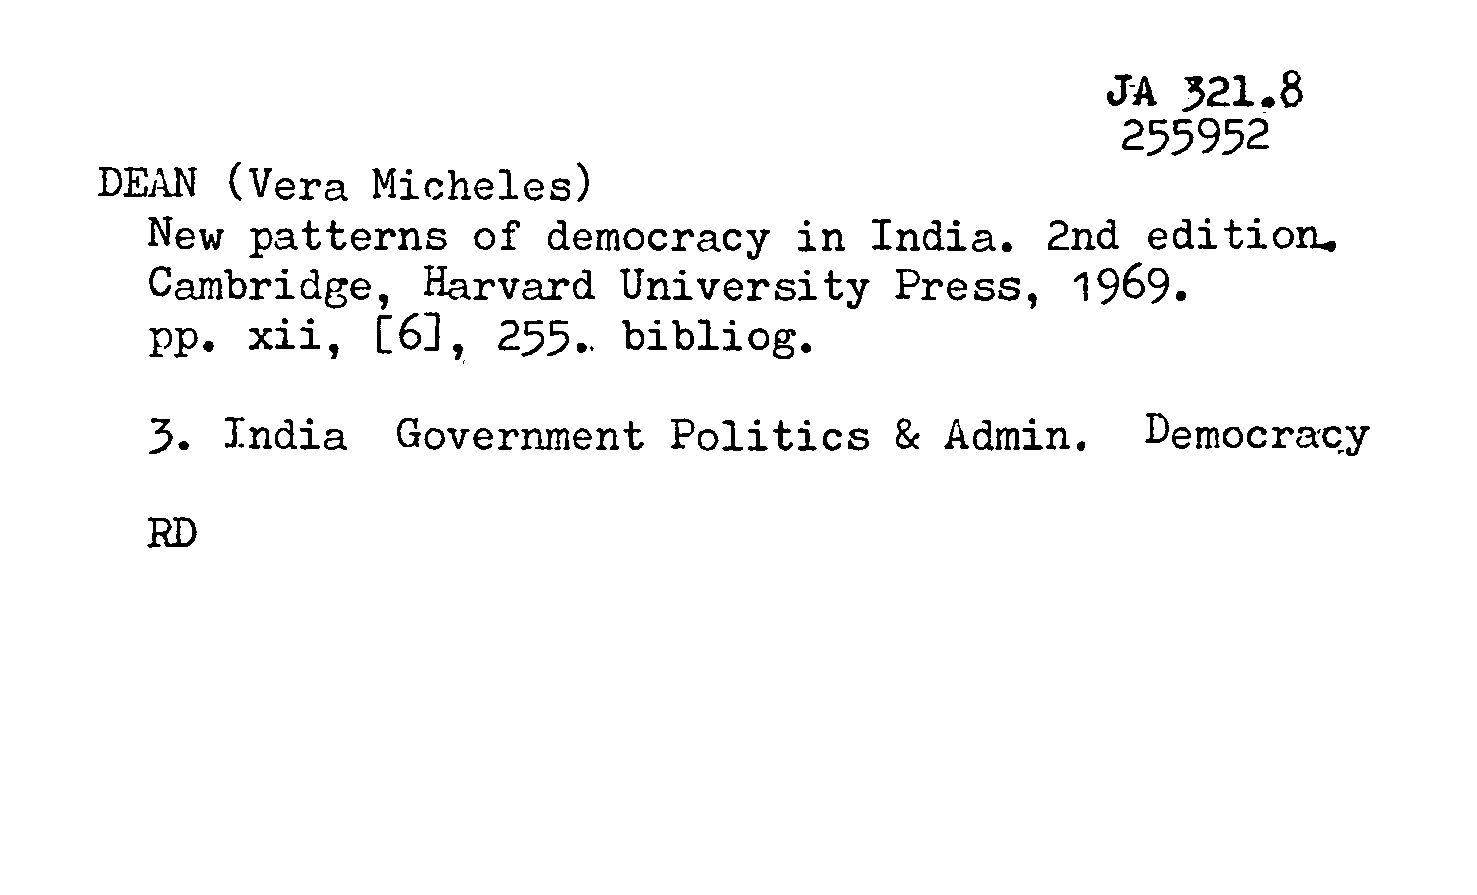 JA 321.8
255952
DEAN (Vera Micheles)
New patterns of democracy in India. 2nd edition.
Cambridge, Harvard University Press, 1969.
pp. xii, [6], 255. bibliog.
3. India Government Politics & Admin. Democracy
RD